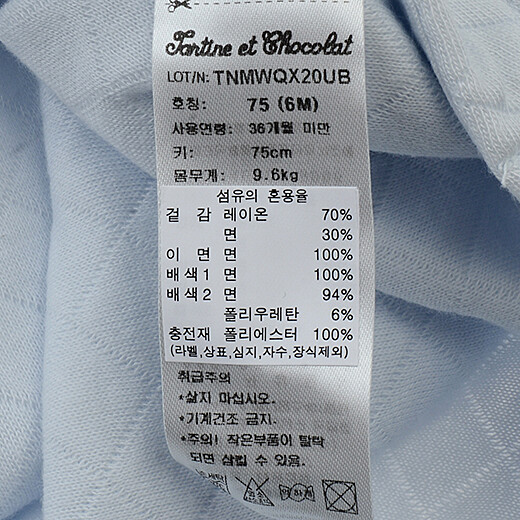 Tartine et Chocolat
LOT/N: TNMWQX20UB
호칭: 75 (6M)
사용연령: 36개월 미만
키: 75cm
몸무게: 9.6kg
섬유의 혼용율
겉 감 레이온 70%
면 30%
이 면 면 100%
배색1 면 100%
배색2 면 94%
폴리우레탄 6%
충전재 폴리에스터 100%
(라벨,상표,심지,자수,장식제외)
취급주의
*삶지 마십시오.
*기계건조 금지.
*주의! 작은부품이 탈락
되면 삼킬 수 있음.